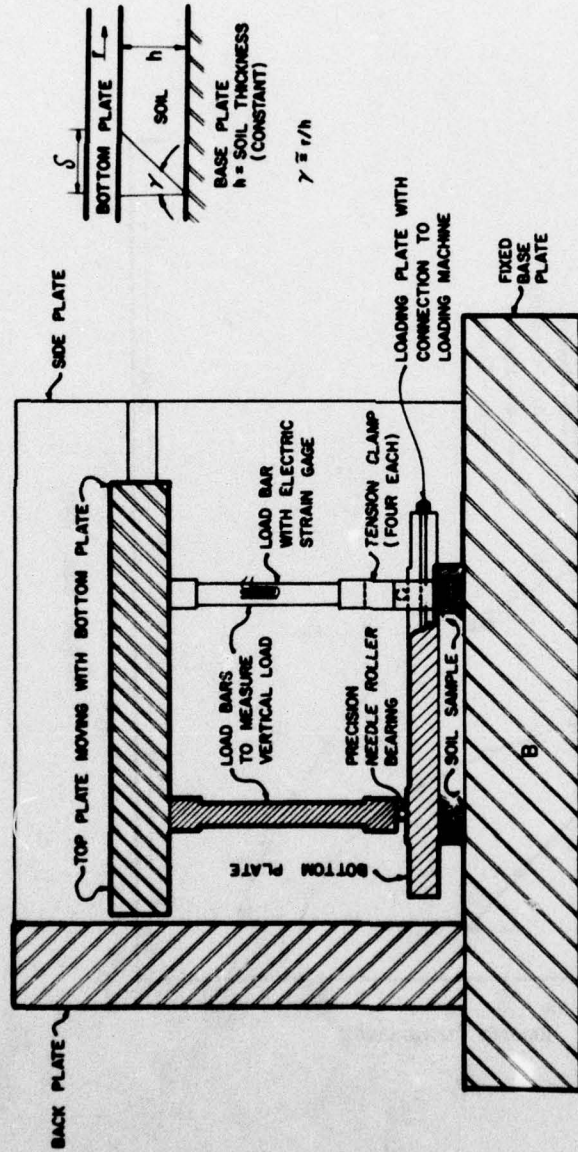 BACK PLATE
TOP PLATE MOVING WITH BOTTOM PLATE
SIDE PLATE
LOAD BARS
TO MEASURE
VERTICAL LOAD
LOAD BAR
WITH ELECTRIC
STRAIN GAGE
PRECISION
NEEDLE ROLLER
BEARING
TENSION CLAMP
(FOUR EACH)
BOTTOM PLATE
SOIL SAMPLE
LOADING PLATE WITH
CONNECTION TO
LOADING MACHINE
B
FIXED
BASE
PLATE
δ
BOTTOM PLATE
γ
SOIL
h
BASE PLATE
h = SOIL THICKNESS
(CONSTANT)